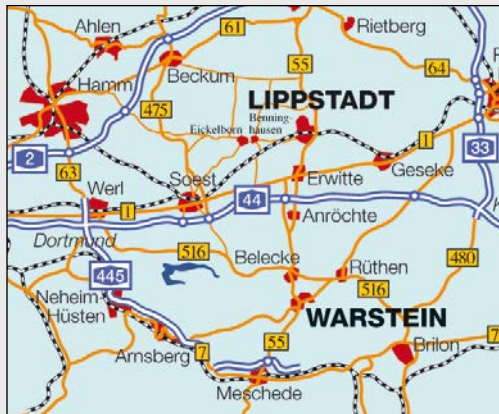 61
Rietberg
Ahlen
Beckum
55
64
Hamm
LIPPSTADT
475
Benning-
Eickelborn hausen
1
33
2
63
Geseke
Werl
Soest
Erwitte
44
1
Anröchte
Dortmund
516
Belecke
Rüthen
480
445
516
Neheim-
Hüsten
WARSTEIN
Arnsberg
7
55
Brilon
7
Meschede